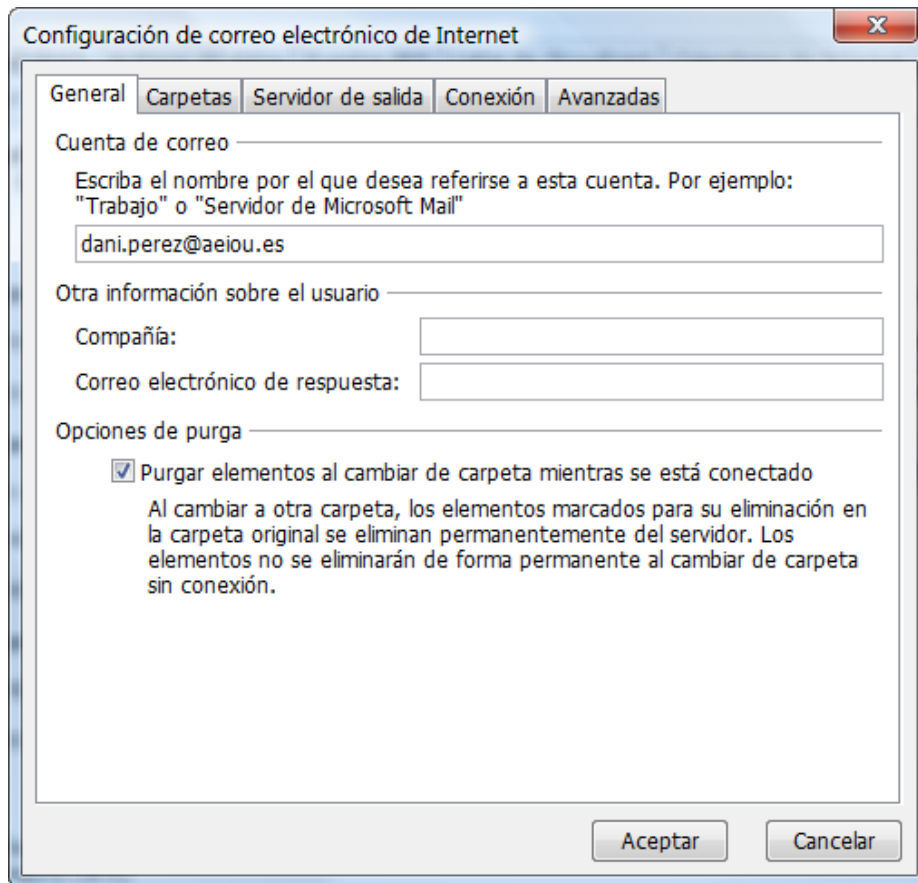 Configuración de correo electrónico de Internet
X
General Carpetas Servidor de salida Conexión Avanzadas
Cuenta de correo
Escriba el nombre por el que desea referirse a esta cuenta. Por ejemplo:
"Trabajo" o "Servidor de Microsoft Mail"
dani.perez@aeiou.es
Otra información sobre el usuario
Compañía:
Correo electrónico de respuesta:
Opciones de purga
Purgar elementos al cambiar de carpeta mientras se está conectado
Al cambiar a otra carpeta, los elementos marcados para su eliminación en
la carpeta original se eliminan permanentemente del servidor. Los
elementos no se eliminarán de forma permanente al cambiar de carpeta
sin conexión.
Aceptar Cancelar